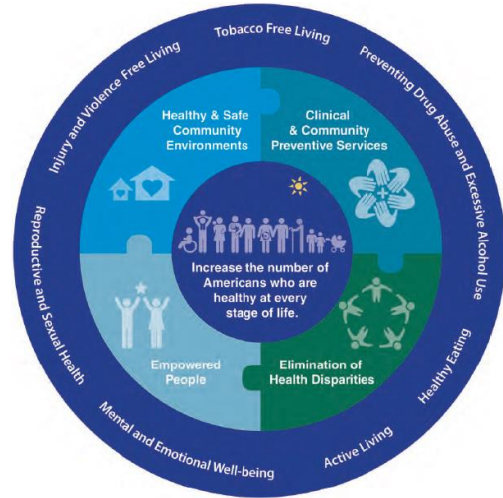 Tobacco Free Living
Preventing Drug Abuse and Excessive Alcohol Use
Healthy Eating
Active Living
Mental and Emotional Well-being
Reproductive and Sexual Health
Injury and Violence Free Living
Healthy & Safe
Community
Environments
Clinical
& Community
Preventive Services
Increase the number of
Americans who are
healthy at every
stage of life.
Empowered
People
Elimination of
Health Disparities